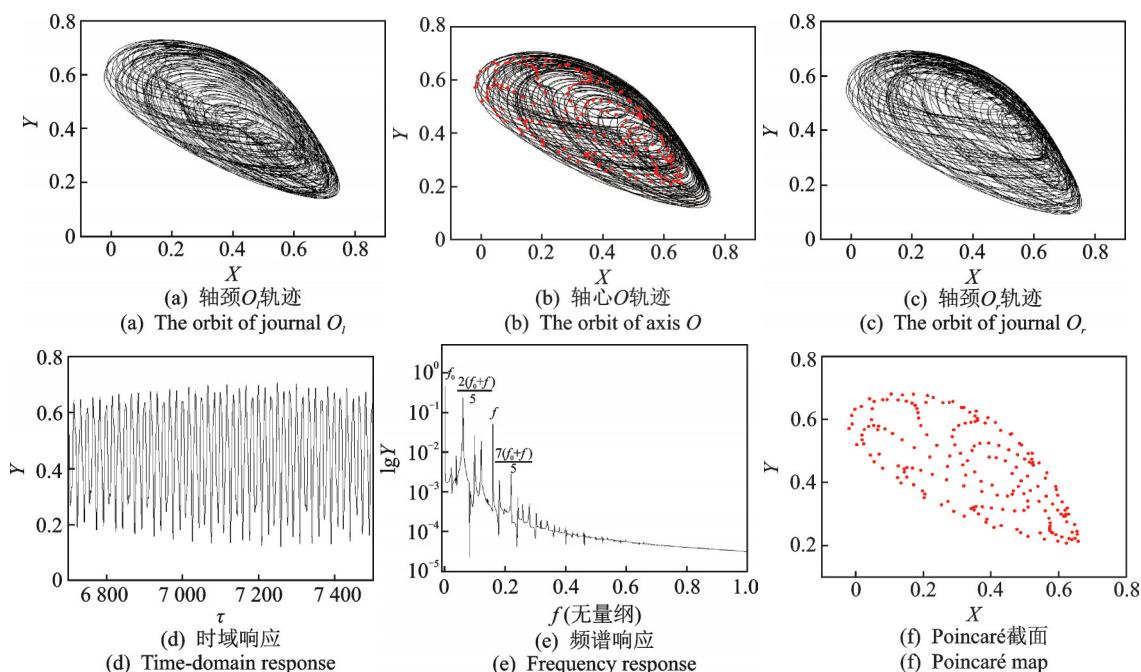 Y
0.8
0.6
0.4
0.2
0
0
0.2
0.4
0.6
0.8
X
(a) 轴颈Oₗ轨迹
(a) The orbit of journal Oₗ
Y
0.8
0.6
0.4
0.2
0
0
0.2
0.4
0.6
0.8
X
(b) 轴心O轨迹
(b) The orbit of axis O
Y
0.8
0.6
0.4
0.2
0
0
0.2
0.4
0.6
0.8
X
(c) 轴颈Oᵣ轨迹
(c) The orbit of journal Oᵣ
Y
0.8
0.6
0.4
0.2
0
6 800
7 000
7 200
7 400
τ
(d) 时域响应
(d) Time-domain response
lgY
10⁰
10⁻¹
10⁻²
10⁻³
10⁻⁴
10⁻⁵
f₀
2(f₀+f)
5
f
7(f₀+f)
5
0
0.2
0.4
0.6
0.8
1.0
f (无量纲)
(e) 频谱响应
(e) Frequency response
Y
0.8
0.6
0.4
0.2
0
0.2
0.4
0.6
0.8
X
(f) Poincaré截面
(f) Poincaré map